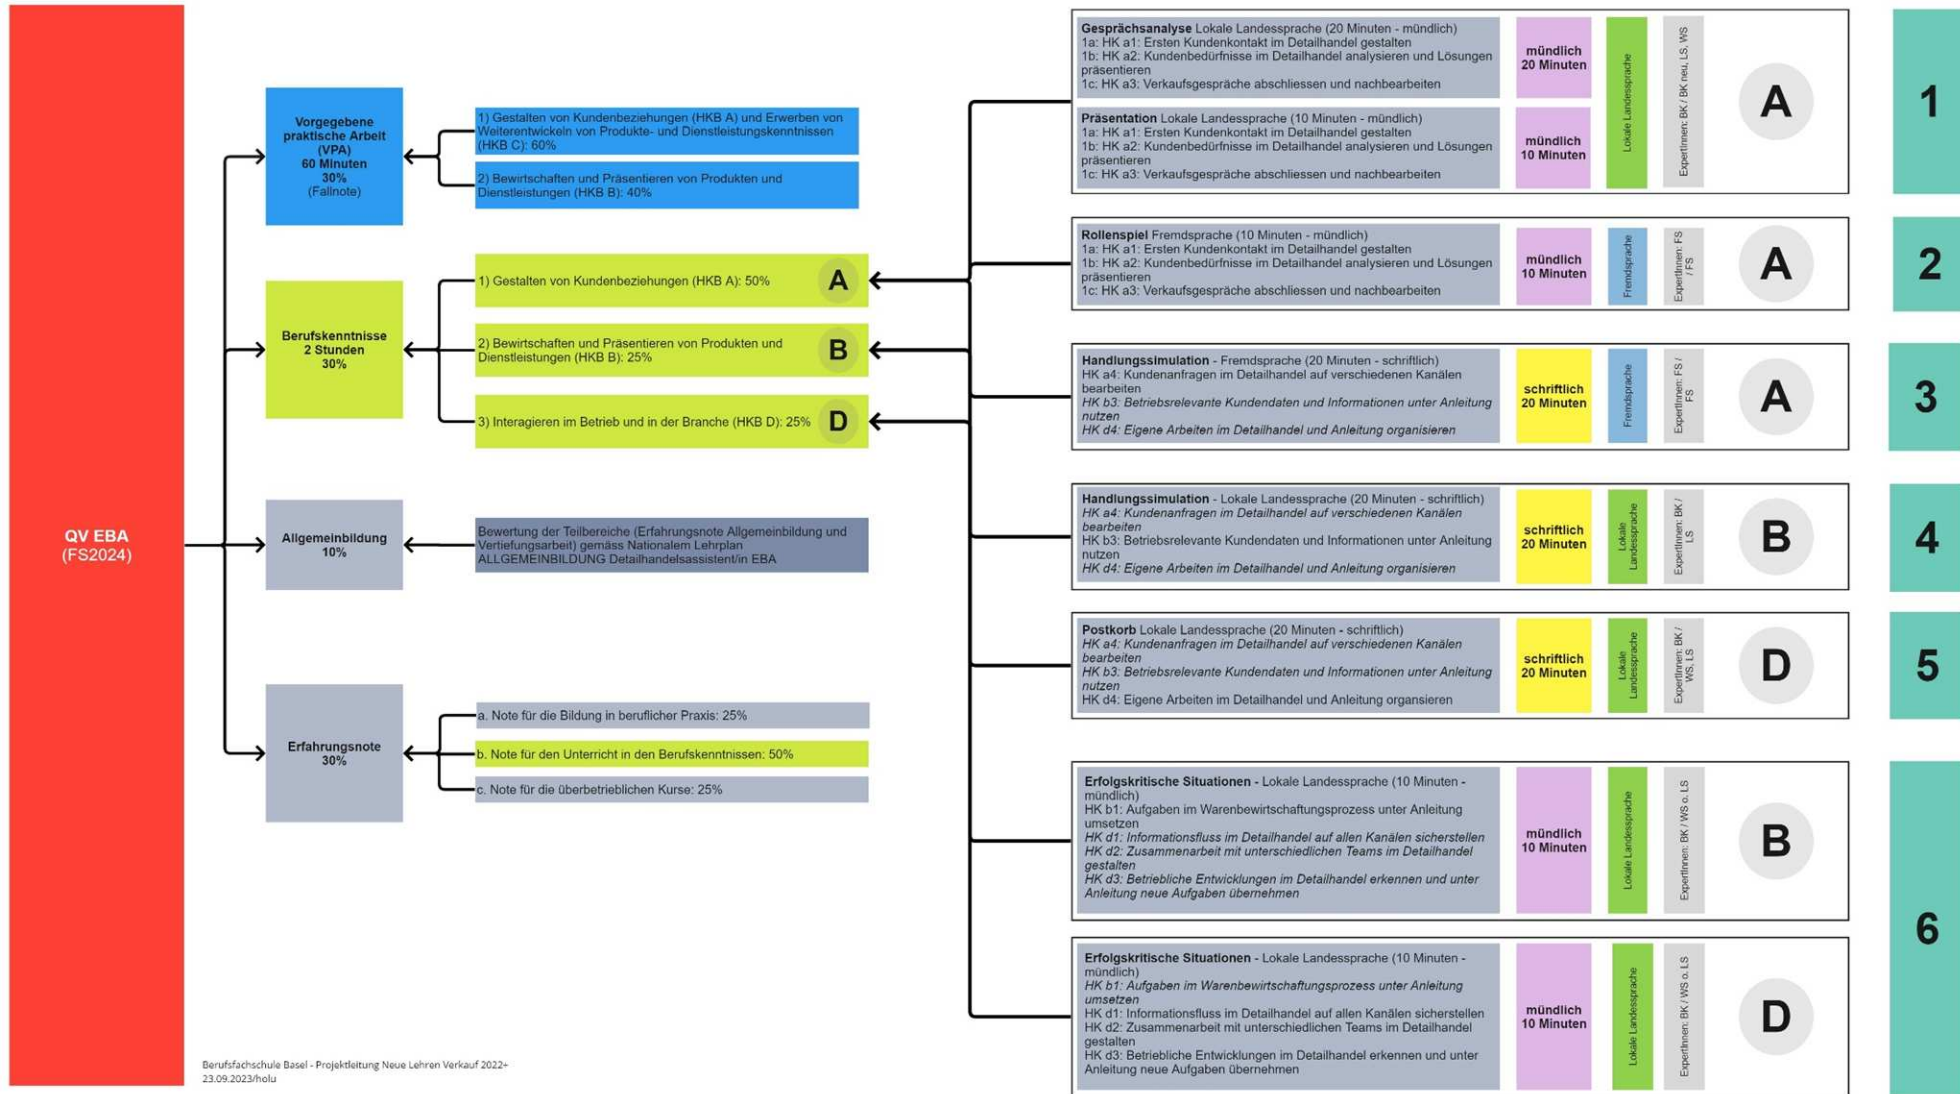 QV EBA
(FS2024)
Vorgegebene
praktische Arbeit
(VPA)
60 Minuten
30%
(Fallnote)
1) Gestalten von Kundenbeziehungen (HKB A) und Erwerben von
Weiterentwickeln von Produkte- und Dienstleistungskenntnissen
(HKB C): 60%
2) Bewirtschaften und Präsentieren von Produkten und
Dienstleistungen (HKB B): 40%
Berufskenntnisse
2 Stunden
30%
1) Gestalten von Kundenbeziehungen (HKB A): 50%
A
2) Bewirtschaften und Präsentieren von Produkten und
Dienstleistungen (HKB B): 25%
B
3) Interagieren im Betrieb und in der Branche (HKB D): 25%
D
Allgemeinbildung
10%
Bewertung der Teilbereiche (Erfahrungsnote Allgemeinbildung und
Vertiefungsarbeit) gemäss Nationalem Lehrplan
ALLGEMEINBILDUNG Detailhandelsassistent/in EBA
Erfahrungsnote
30%
a. Note für die Bildung in beruflicher Praxis: 25%
b. Note für den Unterricht in den Berufskenntnissen: 50%
c. Note für die überbetrieblichen Kurse: 25%
Gesprächsanalyse Lokale Landessprache (20 Minuten - mündlich)
1a: HK a1: Ersten Kundenkontakt im Detailhandel gestalten
1b: HK a2: Kundenbedürfnisse im Detailhandel analysieren und Lösungen
präsentieren
1c: HK a3: Verkaufsgespräche abschliessen und nachbearbeiten
mündlich
20 Minuten
Präsentation Lokale Landessprache (10 Minuten - mündlich)
1a: HK a1: Ersten Kundenkontakt im Detailhandel gestalten
1b: HK a2: Kundenbedürfnisse im Detailhandel analysieren und Lösungen
präsentieren
1c: HK a3: Verkaufsgespräche abschliessen und nachbearbeiten
mündlich
10 Minuten
Lokale Landessprache
ExpertInnen: BK / BK neu, LS, WS
A
1
Rollenspiel Fremdsprache (10 Minuten - mündlich)
1a: HK a1: Ersten Kundenkontakt im Detailhandel gestalten
1b: HK a2: Kundenbedürfnisse im Detailhandel analysieren und Lösungen
präsentieren
1c: HK a3: Verkaufsgespräche abschliessen und nachbearbeiten
mündlich
10 Minuten
Fremdsprache
ExpertInnen: FS
/ FS
A
2
Handlungssimulation - Fremdsprache (20 Minuten - schriftlich)
HK a4: Kundenanfragen im Detailhandel auf verschiedenen Kanälen
bearbeiten
HK b3: Betriebsrelevante Kundendaten und Informationen unter Anleitung
nutzen
HK d4: Eigene Arbeiten im Detailhandel und Anleitung organisieren
schriftlich
20 Minuten
Fremdsprache
ExpertInnen: FS /
FS
A
3
Handlungssimulation - Lokale Landessprache (20 Minuten - schriftlich)
HK a4: Kundenanfragen im Detailhandel auf verschiedenen Kanälen
bearbeiten
HK b3: Betriebsrelevante Kundendaten und Informationen unter Anleitung
nutzen
HK d4: Eigene Arbeiten im Detailhandel und Anleitung organisieren
schriftlich
20 Minuten
Lokale
Landessprache
ExpertInnen: BK /
LS
B
4
Postkorb Lokale Landessprache (20 Minuten - schriftlich)
HK a4: Kundenanfragen im Detailhandel auf verschiedenen Kanälen
bearbeiten
HK b3: Betriebsrelevante Kundendaten und Informationen unter Anleitung
nutzen
HK d4: Eigene Arbeiten im Detailhandel und Anleitung organsieren
schriftlich
20 Minuten
Lokale
Landessprache
ExpertInnen: BK /
WS, LS
D
5
Erfolgskritische Situationen - Lokale Landessprache (10 Minuten -
mündlich)
HK b1: Aufgaben im Warenbewirtschaftungsprozess unter Anleitung
umsetzen
HK d1: Informationsfluss im Detailhandel auf allen Kanälen sicherstellen
HK d2: Zusammenarbeit mit unterschiedlichen Teams im Detailhandel
gestalten
HK d3: Betriebliche Entwicklungen im Detailhandel erkennen und unter
Anleitung neue Aufgaben übernehmen
mündlich
10 Minuten
Lokale Landessprache
ExpertInnen: BK / WS o. LS
B
6
Erfolgskritische Situationen - Lokale Landessprache (10 Minuten -
mündlich)
HK b1: Aufgaben im Warenbewirtschaftungsprozess unter Anleitung
umsetzen
HK d1: Informationsfluss im Detailhandel auf allen Kanälen sicherstellen
HK d2: Zusammenarbeit mit unterschiedlichen Teams im Detailhandel
gestalten
HK d3: Betriebliche Entwicklungen im Detailhandel erkennen und unter
Anleitung neue Aufgaben übernehmen
mündlich
10 Minuten
Lokale Landessprache
ExpertInnen: BK / WS o. LS
D
Berufsfachschule Basel - Projektleitung Neue Lehren Verkauf 2022+
23.09.2023/holu